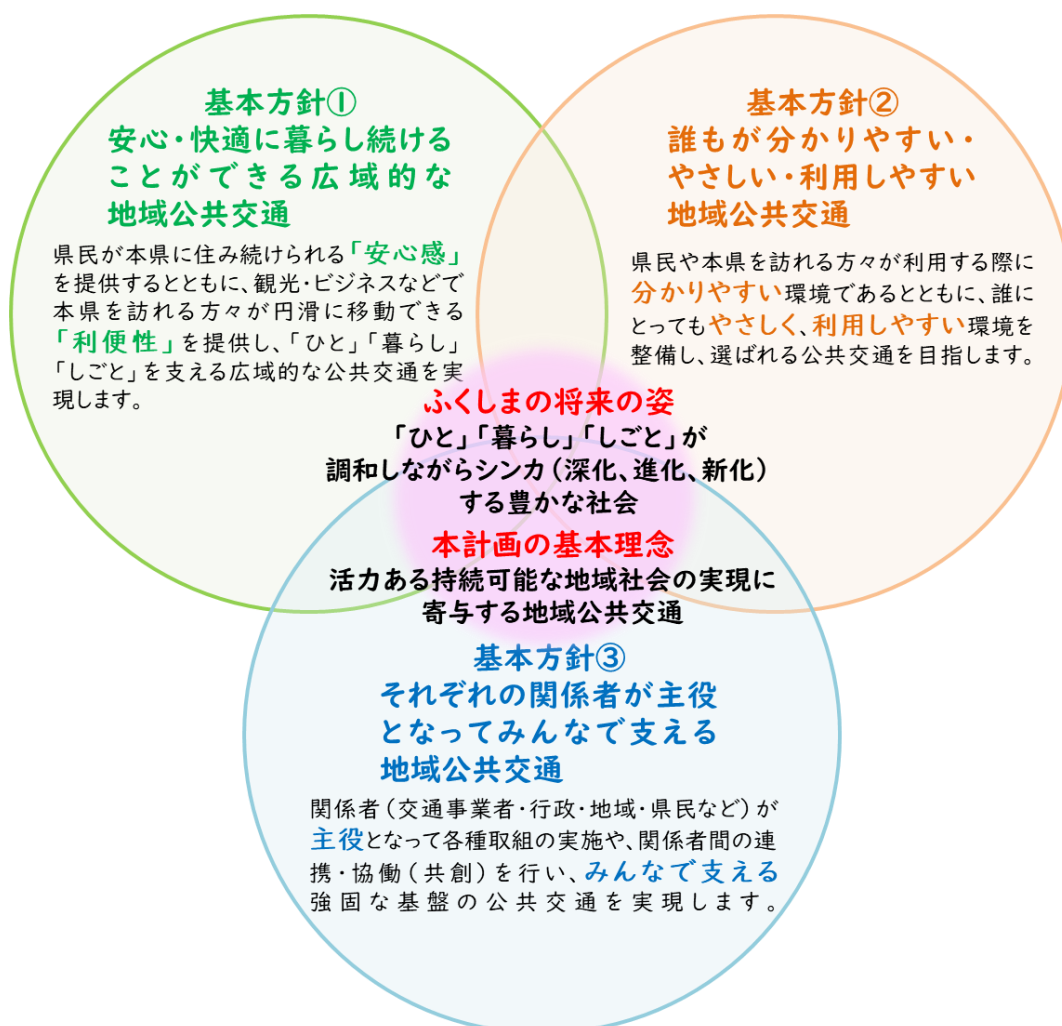 基本方針①
安心・快適に暮らし続ける
ことができる広域的な
地域公共交通
県民が本県に住み続けられる「安心感」
を提供するとともに、観光・ビジネスなどで
本県を訪れる方々が円滑に移動できる
「利便性」を提供し、「ひと」「暮らし」
「しごと」を支える広域的な公共交通を実
現します。
基本方針②
誰もが分かりやすい・
やさしい・利用しやすい
地域公共交通
県民や本県を訪れる方々が利用する際に
分かりやすい環境であるとともに、誰に
とってもやさしく、利用しやすい環境を
整備し、選ばれる公共交通を目指します。
ふくしまの将来の姿
「ひと」「暮らし」「しごと」が
調和しながらシンカ(深化、進化、新化)
する豊かな社会
本計画の基本理念
活力ある持続可能な地域社会の実現に
寄与する地域公共交通
基本方針③
それぞれの関係者が主役
となってみんなで支える
地域公共交通
関係者(交通事業者・行政・地域・県民など)が
主役となって各種取組の実施や、関係者間の連
携・協働(共創)を行い、みんなで支える
強固な基盤の公共交通を実現します。